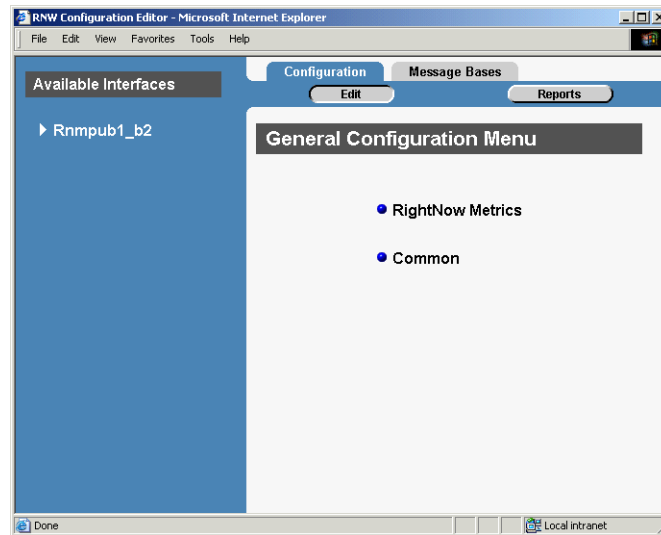 RNW Configuration Editor - Microsoft Internet Explorer
File Edit View Favorites Tools Help
Available Interfaces
Rnmpub1_b2
Configuration Message Bases
Edit Reports
General Configuration Menu
RightNow Metrics
Common
Done Local intranet